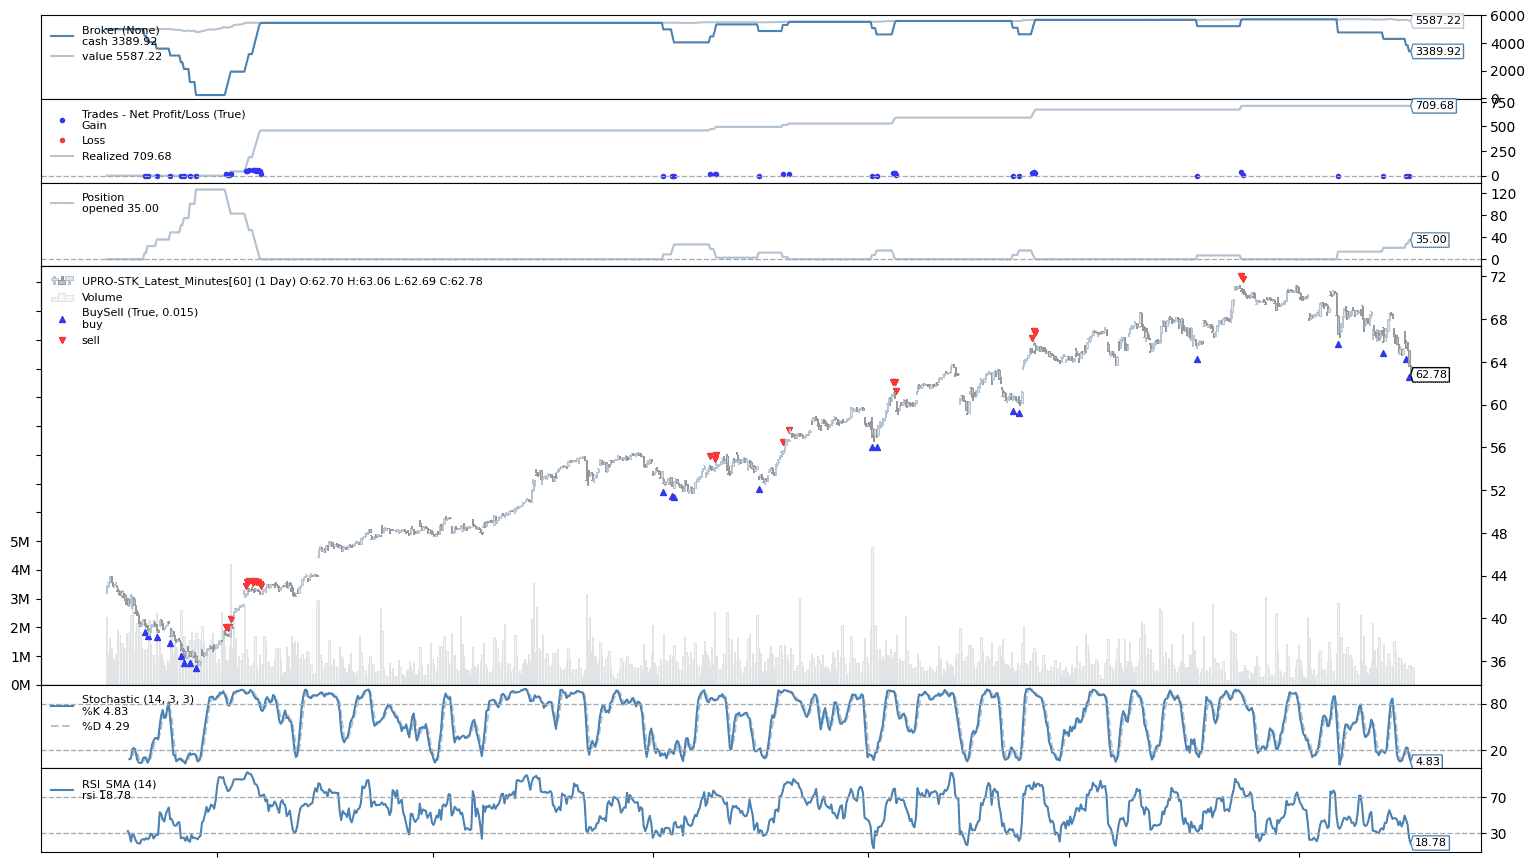 Broker (None)
cash 3389.92
value 5587.22
5587.22
3389.92
6000
4000
2000
0
Trades - Net Profit/Loss (True)
Gain
Loss
Realized 709.68
709.68
750
500
250
0
Position
opened 35.00
35.00
120
80
40
0
UPRO-STK_Latest_Minutes[60] (1 Day) O:62.70 H:63.06 L:62.69 C:62.78
Volume
BuySell (True, 0.015)
buy
sell
62.78
72
68
64
60
56
52
48
44
40
36
5M
4M
3M
2M
1M
0M
Stochastic (14, 3, 3)
%K 4.83
%D 4.29
80
20
4.83
RSI_SMA (14)
rsi 18.78
70
30
18.78